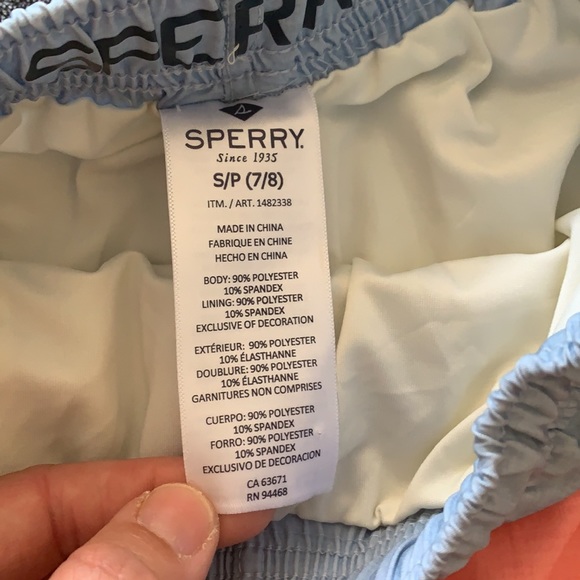 SPERRY
SPERRY.
Since 1935
S/P (7/8)
ITM. / ART. 1482338
MADE IN CHINA
FABRIQUE EN CHINE
HECHO EN CHINA
BODY: 90% POLYESTER
10% SPANDEX
LINING: 90% POLYESTER
10% SPANDEX
EXCLUSIVE OF DECORATION
EXTÉRIEUR: 90% POLYESTER
10% ÉLASTHANNE
DOUBLURE: 90% POLYESTER
10% ÉLASTHANNE
GARNITURES NON COMPRISES
CUERPO: 90% POLYESTER
10% SPANDEX
FORRO: 90% POLYESTER
10% SPANDEX
EXCLUSIVO DE DECORACION
CA 63671
RN 94468